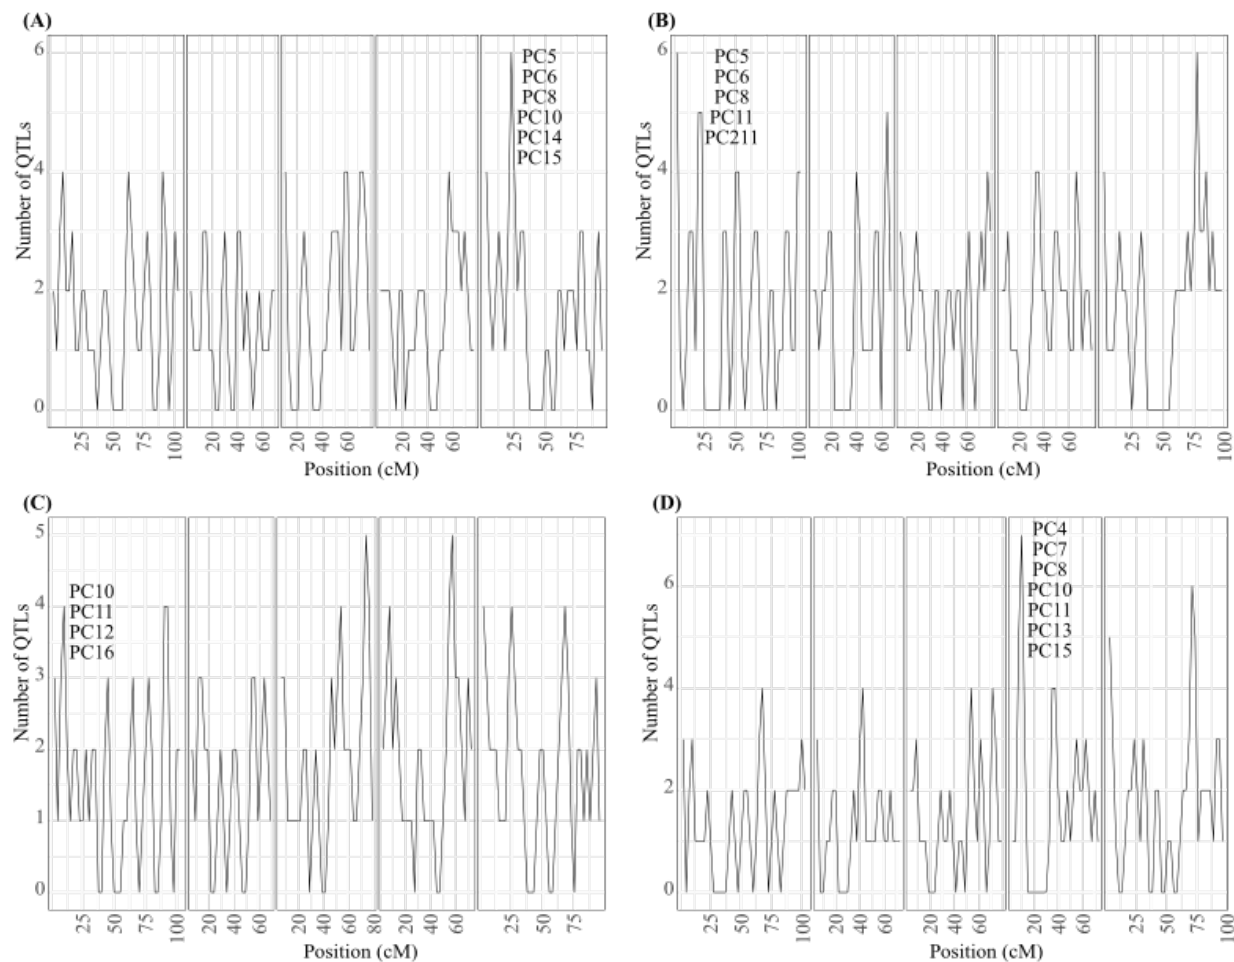 (A)
Number of QTLs
6
4
2
0
PC5
PC6
PC8
PC10
PC14
PC15
25 50 75 100 20 40 60 20 40 60 20 40 60 25 50 75
Position (cM)
(B)
Number of QTLs
6
4
2
0
PC5
PC6
PC8
PC11
PC211
25 50 75 100 20 40 60 20 40 60 80 20 40 60 25 50 75 100
Position (cM)
(C)
Number of QTLs
5
4
3
2
1
0
PC10
PC11
PC12
PC16
25 50 75 100 20 40 60 20 40 60 80 20 40 60 25 50 75
Position (cM)
(D)
Number of QTLs
6
4
2
0
PC4
PC7
PC8
PC10
PC11
PC13
PC15
25 50 75 100 20 40 60 20 40 60 20 40 60 25 50 75 100
Position (cM)